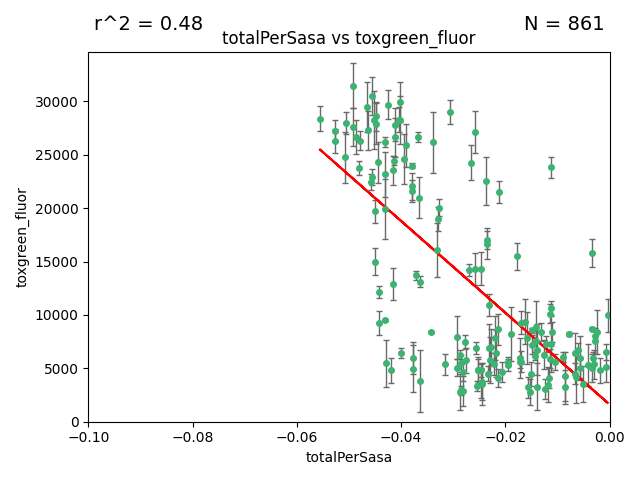 r^2 = 0.48
N = 861
totalPerSasa vs toxgreen_fluor
30000
25000
20000
15000
10000
5000
0
toxgreen_fluor
−0.10
−0.08
−0.06
−0.04
−0.02
0.00
totalPerSasa